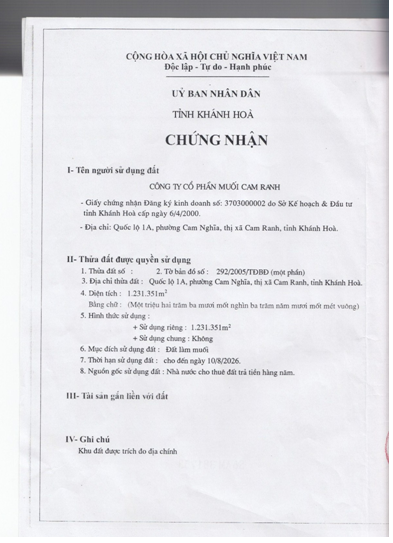 CỘNG HÒA XÃ HỘI CHỦ NGHĨA VIỆT NAM
Độc lập - Tự do - Hạnh phúc
UỶ BAN NHÂN DÂN
TỈNH KHÁNH HOÀ
CHỨNG NHẬN
I- Tên người sử dụng đất
CÔNG TY CỔ PHẦN MUỐI CAM RANH
- Giấy chứng nhận Đăng ký kinh doanh số: 3703000002 do Sở Kế hoạch & Đầu tư
tỉnh Khánh Hoà cấp ngày 6/4/2000.
- Địa chỉ: Quốc lộ 1A, phường Cam Nghĩa, thị xã Cam Ranh, tỉnh Khánh Hoà.
II- Thửa đất được quyền sử dụng
1. Thửa đất số : 2. Tờ bản đồ số : 292/2005/TĐBĐ (một phần)
3. Địa chỉ thửa đất : Quốc lộ 1A, phường Cam Nghĩa, thị xã Cam Ranh, tỉnh Khánh Hoà.
4. Diện tích : 1.231.351m²
Bằng chữ : (Một triệu hai trăm ba mươi mốt nghìn ba trăm năm mươi mốt mét vuông)
5. Hình thức sử dụng :
+ Sử dụng riêng : 1.231.351m²
+ Sử dụng chung : Không
6. Mục đích sử dụng đất : Đất làm muối
7. Thời hạn sử dụng đất : cho đến ngày 10/8/2026.
8. Nguồn gốc sử dụng đất : Nhà nước cho thuê đất trả tiền hàng năm.
III- Tài sản gắn liền với đất
IV- Ghi chú
Khu đất được trích đo địa chính